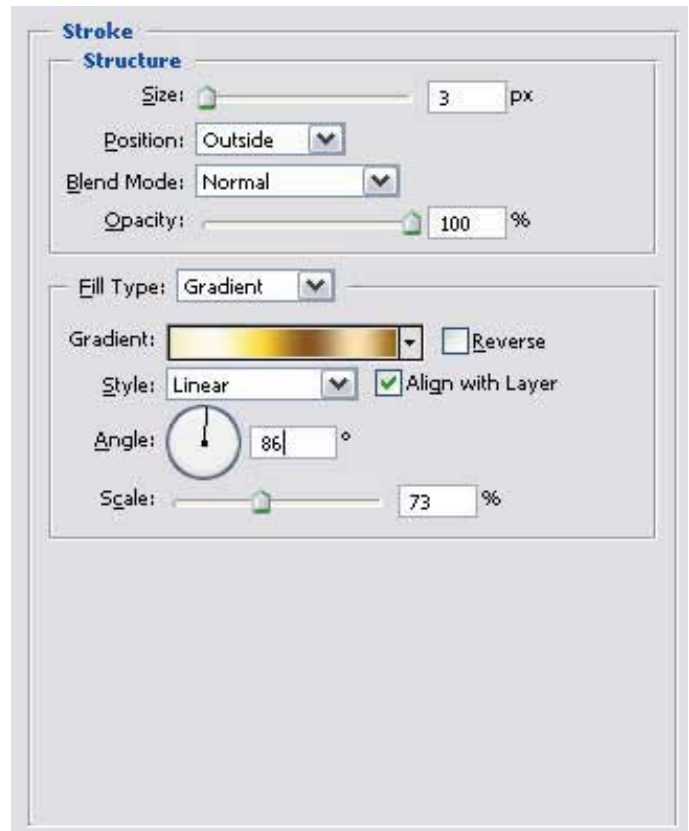 Stroke
Structure
Size: 3 px
Position: Outside
Blend Mode: Normal
Opacity: 100 %
Fill Type: Gradient
Gradient: Reverse
Style: Linear Align with Layer
Angle: 86 °
Scale: 73 %